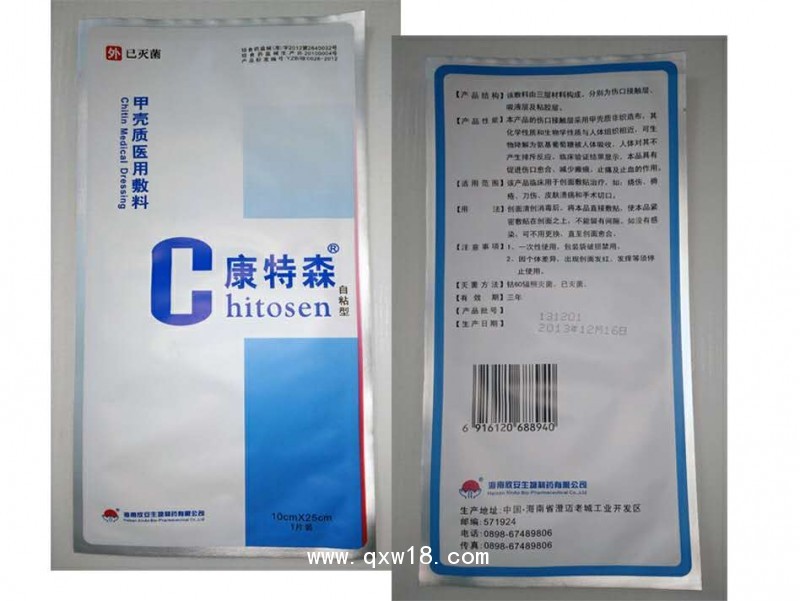 外 已灭菌
甲壳质医用敷料
Chitin Medical Dressing
康特森®
Chitosen
自粘型
10cmX25cm
1片装
海南欣安生物制药有限公司
【产品结构】该敷料由三层材料构成,分别为伤口接触层、
吸液层及粘胶层。
【产品性能】本产品的伤口接触层采用甲壳质非织造布,其
化学性质和生物学性质与人体组织相近,可生
物降解为氨基葡萄糖被人体吸收,人体对其不
产生排斥反应,临床验证结果显示,本品具有
促进伤口愈合,减少瘢痕,止痛及止血的作用。
【适用范围】该产品临床用于创面敷贴治疗,如:烧伤、褥
疮、刀伤、皮肤溃疡和手术切口。
【用 法】创面清创消毒后,将本品直接敷贴,使本品紧
密敷贴在创面之上,不能留有间隙,如没有感
染,可不用更换,直至创面愈合。
【注意事项】1、一次性使用,包装袋破损禁用。
2、因个体差异,出现创面发红、发痒等须停
止使用。
【灭菌方法】钴60辐照灭菌,已灭菌。
【有 效 期】三年
【产品批号】131201
【生产日期】2013年12月16日
6 916120 688940
海南欣安生物制药有限公司
生产地址:中国·海南省澄迈老城工业开发区
邮编:571924
电话:0898-67489806
传真:0898-67489806
www.qxw18.com